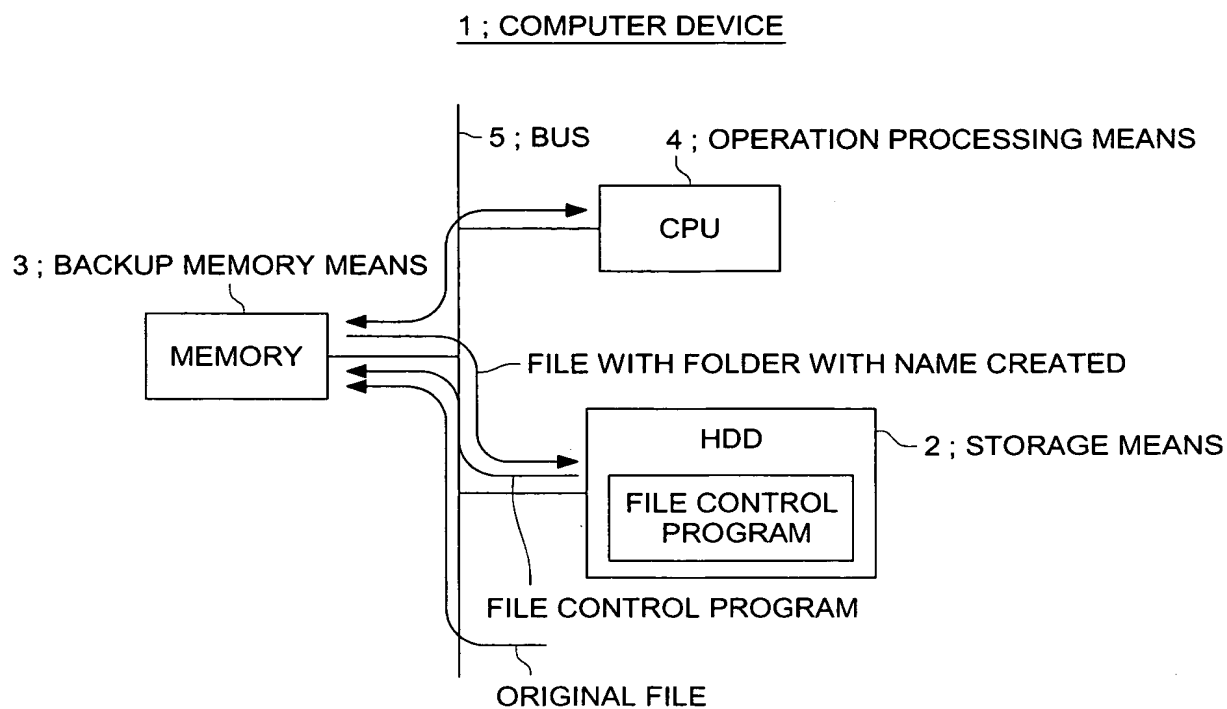 1 ; COMPUTER DEVICE
5 ; BUS
4 ; OPERATION PROCESSING MEANS
CPU
3 ; BACKUP MEMORY MEANS
MEMORY
FILE WITH FOLDER WITH NAME CREATED
HDD
2 ; STORAGE MEANS
FILE CONTROL
PROGRAM
FILE CONTROL PROGRAM
ORIGINAL FILE